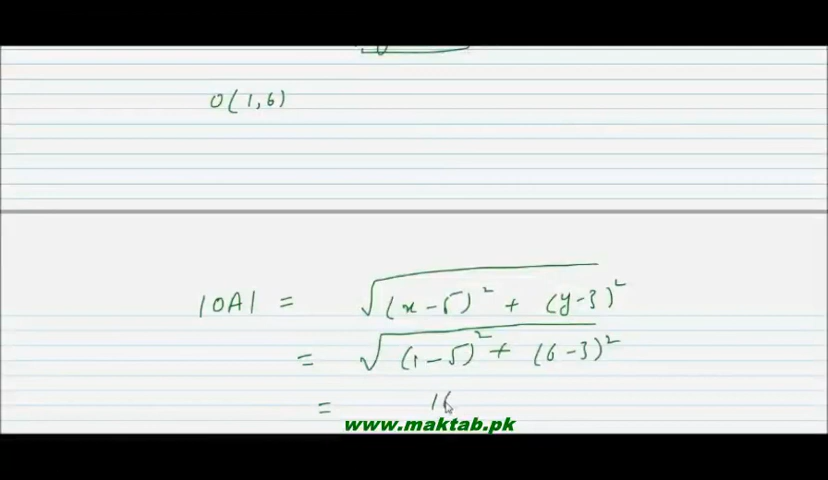 O(1,6)
|OA| = √(x-5)² + (y-3)²
= √(1-5)² + (6-3)²
= 16
www.maktab.pk